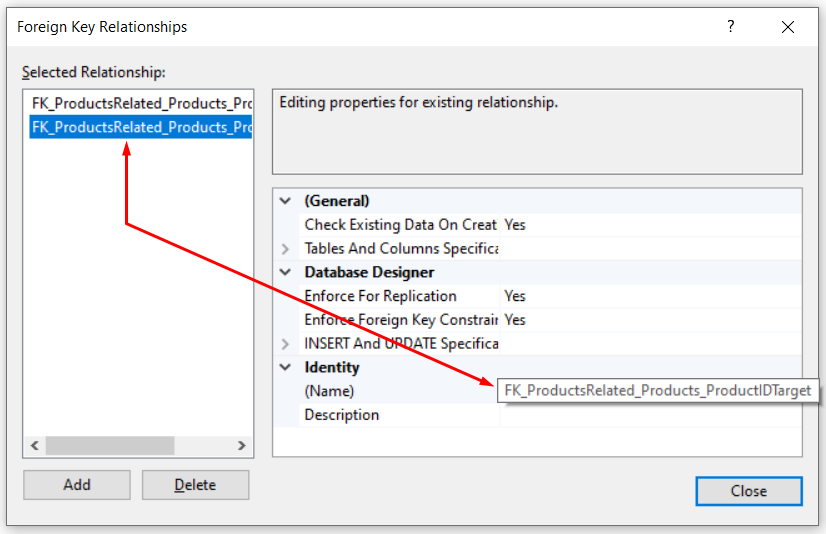 Foreign Key Relationships
?
Selected Relationship:
FK_ProductsRelated_Products_Pro
FK_ProductsRelated_Products_Pro
Editing properties for existing relationship.
(General)
Check Existing Data On Creat Yes
Tables And Columns Specifica
Database Designer
Enforce For Replication Yes
Enforce Foreign Key Constrain Yes
INSERT And UPDATE Specifica
Identity
(Name) FK_ProductsRelated_Products_ProductIDTarget
Description
Add Delete
Close